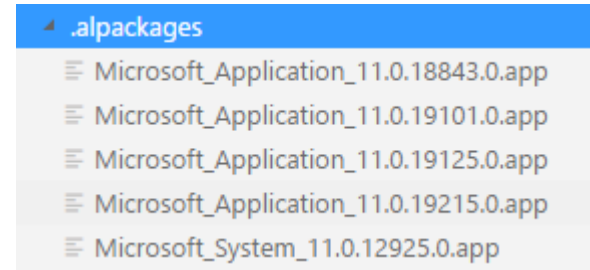 .alpackages
Microsoft_Application_11.0.18843.0.app
Microsoft_Application_11.0.19101.0.app
Microsoft_Application_11.0.19125.0.app
Microsoft_Application_11.0.19215.0.app
Microsoft_System_11.0.12925.0.app